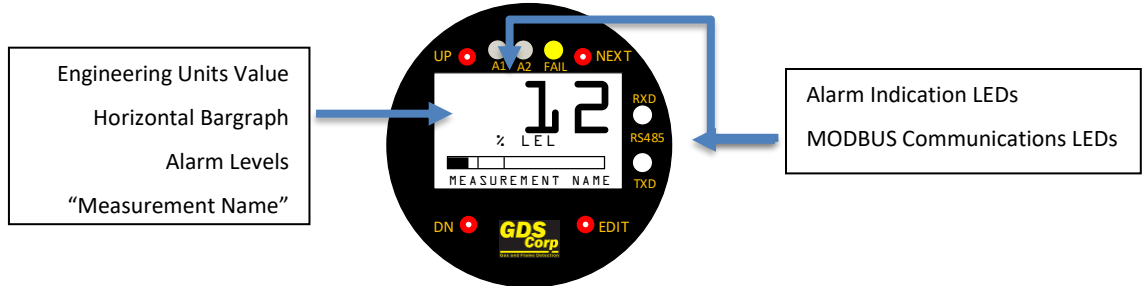 Engineering Units Value
Horizontal Bargraph
Alarm Levels
“Measurement Name”
UP
A1 A2 FAIL
NEXT
12
% LEL
MEASUREMENT NAME
RXD
RS485
TXD
DN
GDS
Corp
Gas and Flame Detection
EDIT
Alarm Indication LEDs
MODBUS Communications LEDs